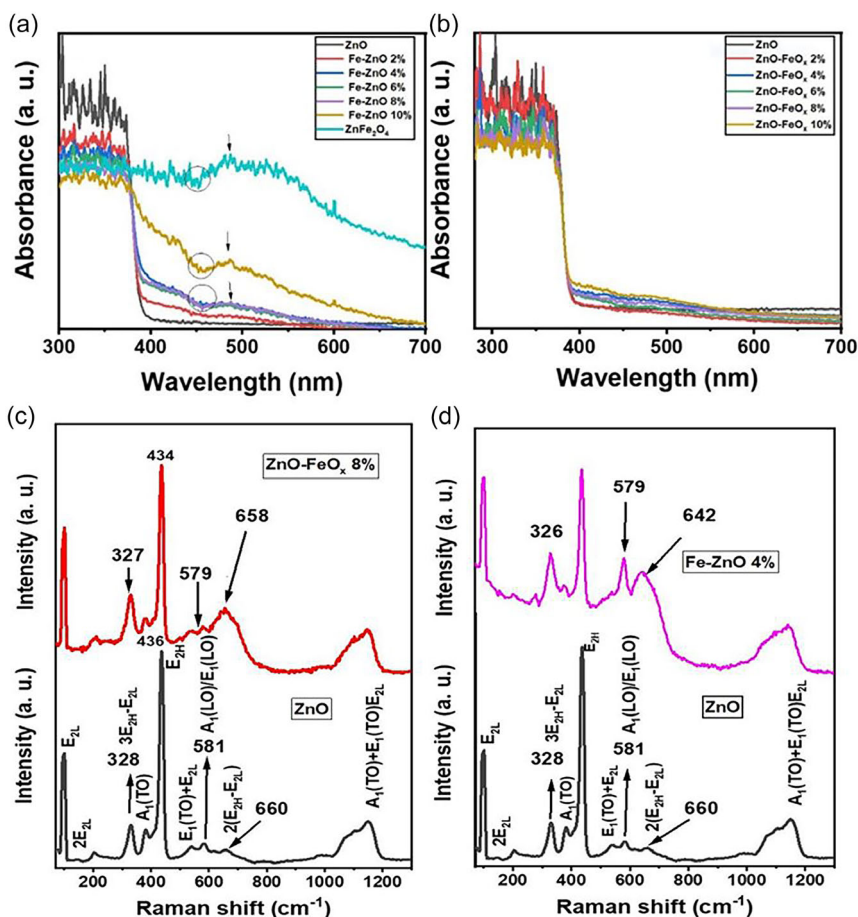 (a)
ZnO
Fe-ZnO 2%
Fe-ZnO 4%
Fe-ZnO 6%
Fe-ZnO 8%
Fe-ZnO 10%
ZnFe₂O₄
Absorbance (a. u.)
300 400 500 600 700
Wavelength (nm)
(b)
ZnO
ZnO-FeOₓ 2%
ZnO-FeOₓ 4%
ZnO-FeOₓ 6%
ZnO-FeOₓ 8%
ZnO-FeOₓ 10%
Absorbance (a. u.)
300 400 500 600 700
Wavelength (nm)
(c)
434
ZnO-FeOₓ 8%
658
327
579
Intensity (a. u.)
436
E₂H
A₁(LO)/E₁(LO)
ZnO
E₂L
3E₂H-E₂L
328
A₁(TO)
581
E₁(TO)+E₂L
2(E₂H-E₂L)
660
A₁(TO)+E₁(TO)E₂L
2E₂L
Intensity (a. u.)
200 400 600 800 1000 1200
Raman shift (cm⁻¹)
(d)
579
326
642
Fe-ZnO 4%
Intensity (a. u.)
E₂H
A₁(LO)/E₁(LO)
ZnO
E₂L
3E₂H-E₂L
328
A₁(TO)
581
E₁(TO)+E₂L
2(E₂H-E₂L)
660
A₁(TO)+E₁(TO)E₂L
2E₂L
Intensity (a. u.)
200 400 600 800 1000 1200
Raman shift (cm⁻¹)